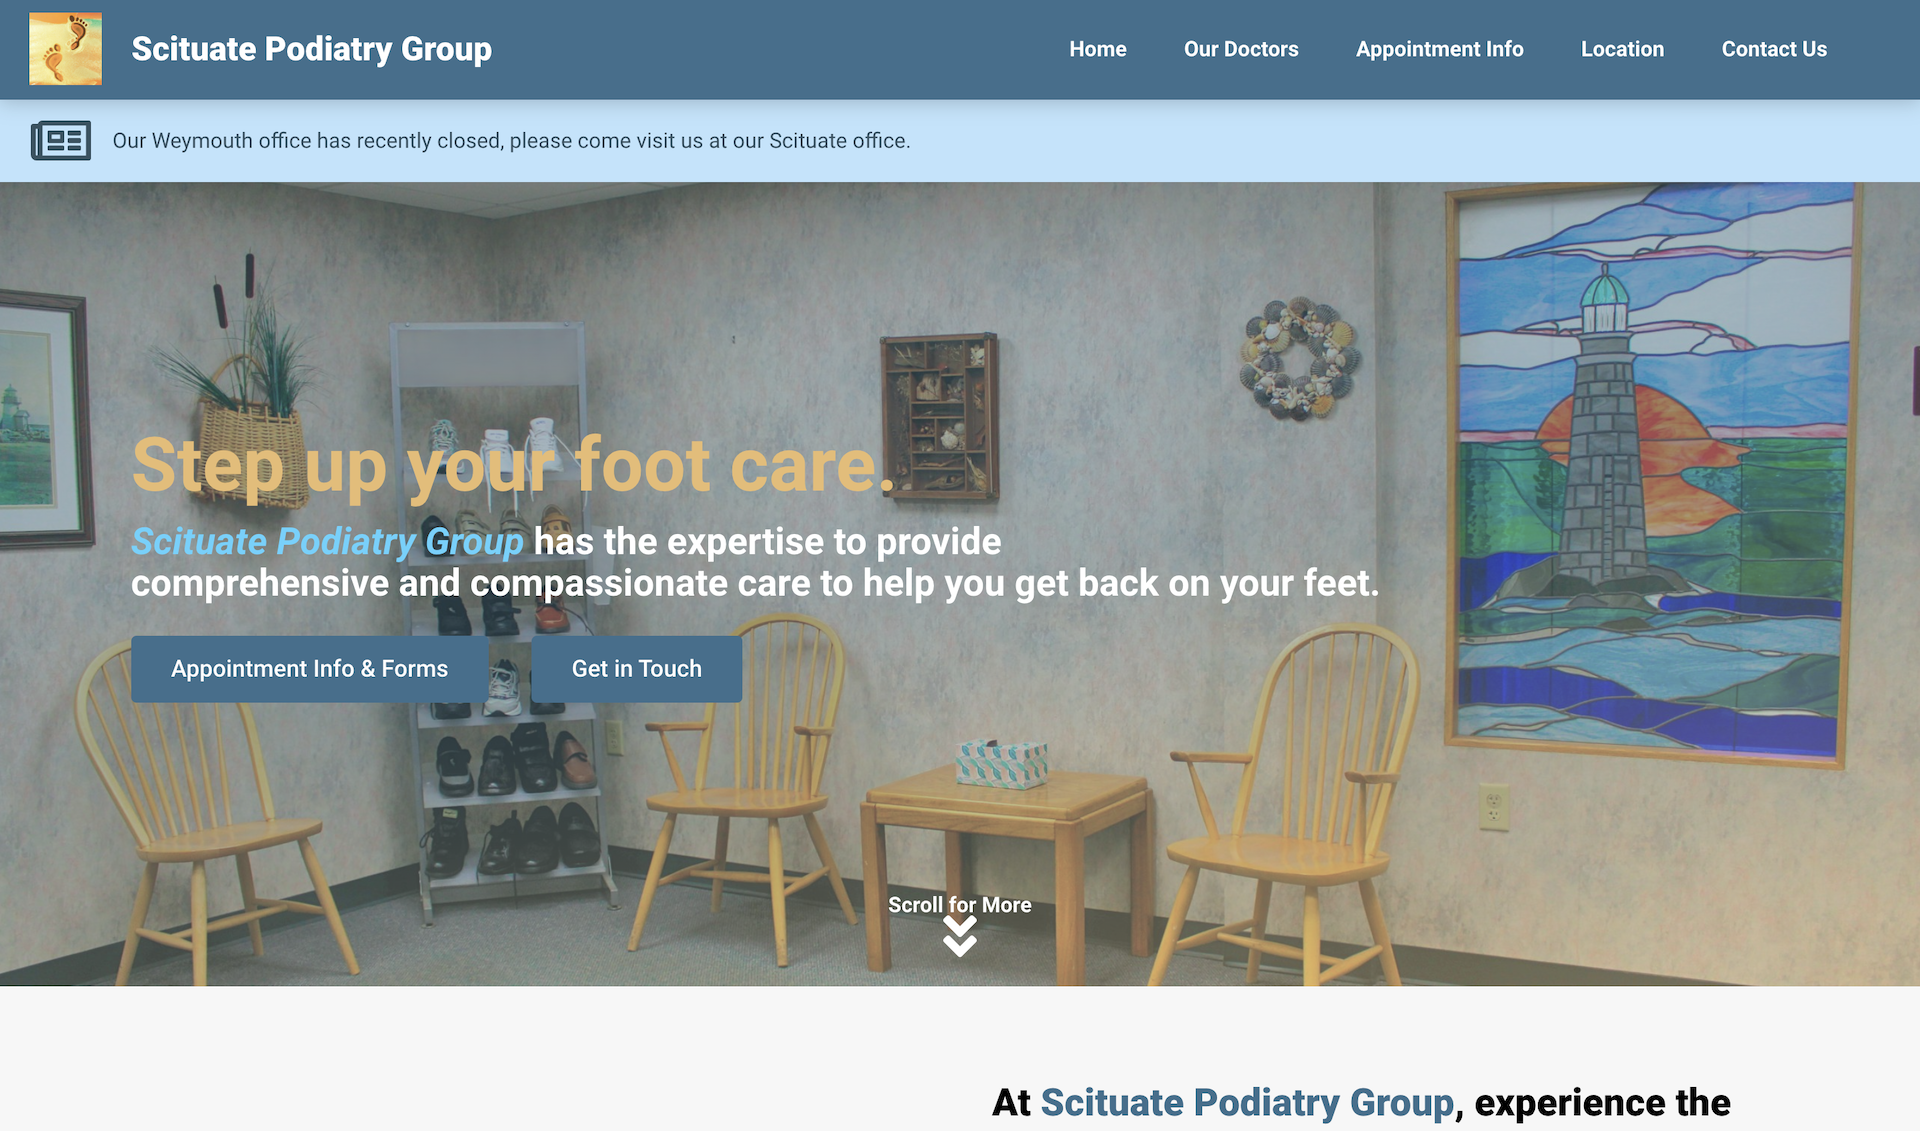 Scituate Podiatry Group
Home
Our Doctors
Appointment Info
Location
Contact Us
Our Weymouth office has recently closed, please come visit us at our Scituate office.
Step up your foot care.
Scituate Podiatry Group has the expertise to provide
comprehensive and compassionate care to help you get back on your feet.
Appointment Info & Forms
Get in Touch
Scroll for More
At Scituate Podiatry Group, experience the